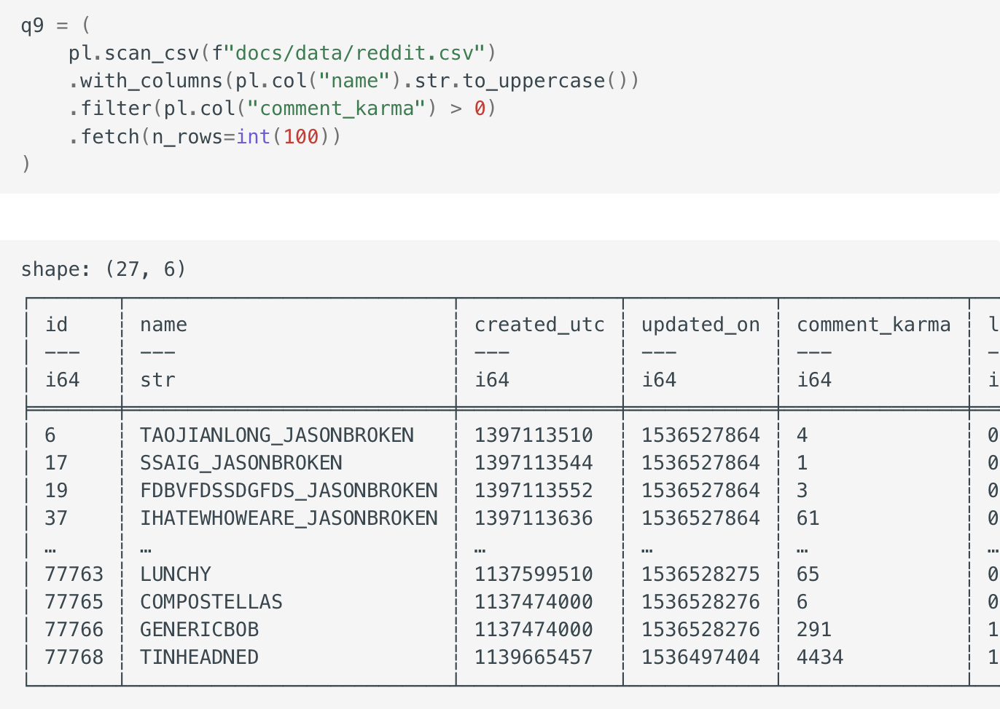 q9 = (
    pl.scan_csv(f"docs/data/reddit.csv")
    .with_columns(pl.col("name").str.to_uppercase())
    .filter(pl.col("comment_karma") > 0)
    .fetch(n_rows=int(100))
)
shape: (27, 6)
id name created_utc updated_on comment_karma l
--- --- --- --- --- -
i64 str i64 i64 i64 i
6 TAOJIANLONG_JASONBROKEN 1397113510 1536527864 4 0
17 SSAIG_JASONBROKEN 1397113544 1536527864 1 0
19 FDBVFDSSDGFDS_JASONBROKEN 1397113552 1536527864 3 0
37 IHATEWHOWEARE_JASONBROKEN 1397113636 1536527864 61 0
… … … … … …
77763 LUNCHY 1137599510 1536528275 65 0
77765 COMPOSTELLAS 1137474000 1536528276 6 0
77766 GENERICBOB 1137474000 1536528276 291 1
77768 TINHEADNED 1139665457 1536497404 4434 1